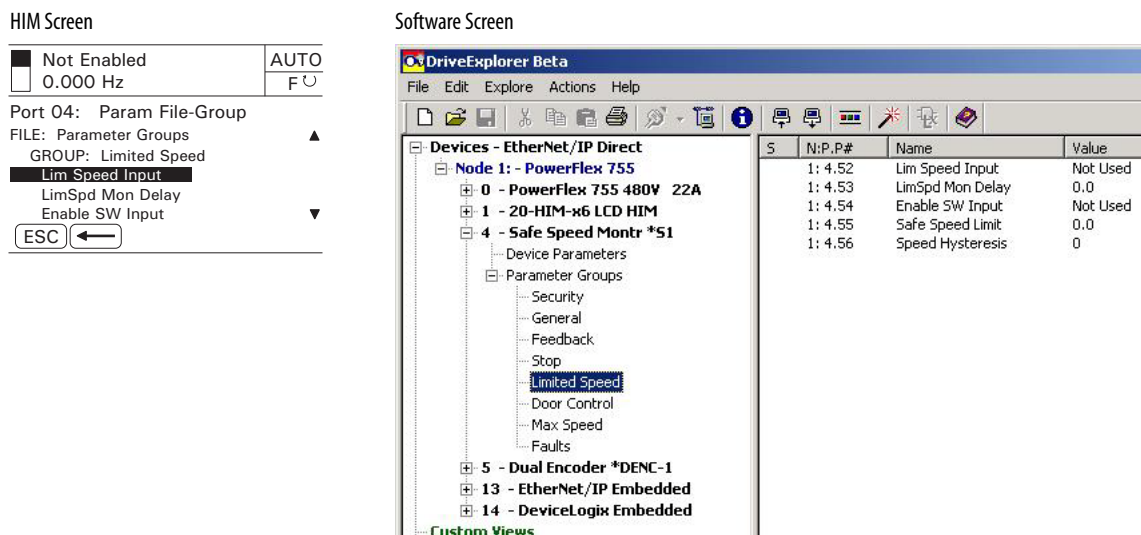 HIM Screen
Not Enabled
AUTO
0.000 Hz
F
Port 04: Param File-Group
FILE: Parameter Groups
GROUP: Limited Speed
Lim Speed Input
LimSpd Mon Delay
Enable SW Input
ESC
Software Screen
DriveExplorer Beta
File Edit Explore Actions Help
Devices - EtherNet/IP Direct
Node 1: - PowerFlex 755
0 - PowerFlex 755 480V 22A
1 - 20-HIM-x6 LCD HIM
4 - Safe Speed Montr *S1
Device Parameters
Parameter Groups
Security
General
Feedback
Stop
Limited Speed
Door Control
Max Speed
Faults
5 - Dual Encoder *DENC-1
13 - EtherNet/IP Embedded
14 - DeviceLogix Embedded
Custom Views
S N:P.P# Name Value
1: 4.52 Lim Speed Input Not Used
1: 4.53 LimSpd Mon Delay 0.0
1: 4.54 Enable SW Input Not Used
1: 4.55 Safe Speed Limit 0.0
1: 4.56 Speed Hysteresis 0